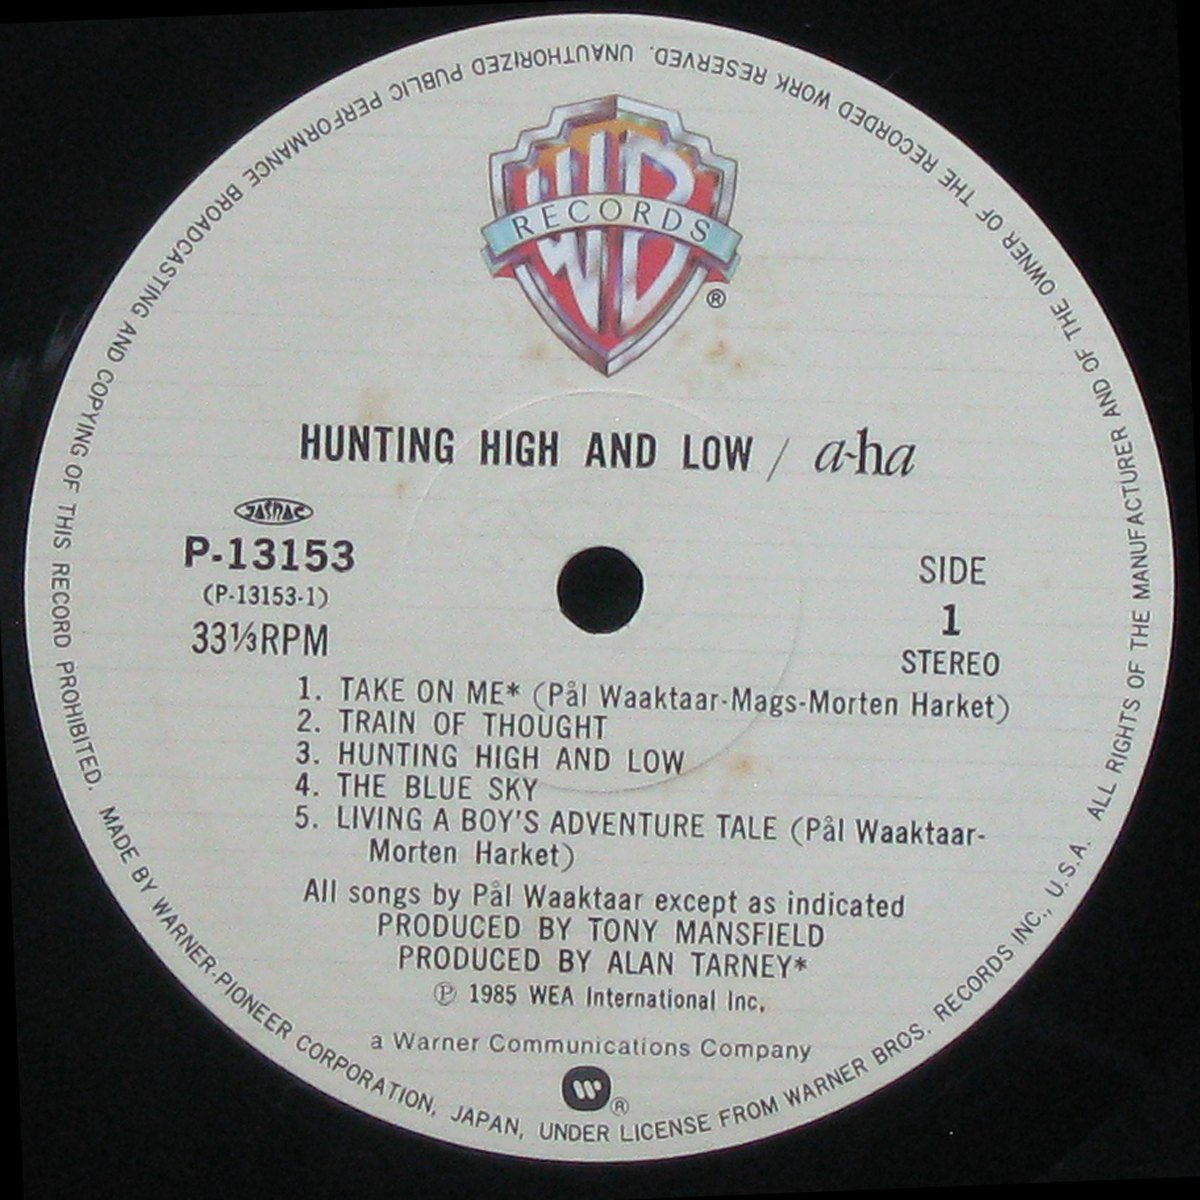 WB
RECORDS
®
HUNTING HIGH AND LOW / a-ha
JASRAC
P-13153
(P-13153-1)
33⅓RPM
SIDE
1
STEREO
1. TAKE ON ME* (Pål Waaktaar-Mags-Morten Harket)
2. TRAIN OF THOUGHT
3. HUNTING HIGH AND LOW
4. THE BLUE SKY
5. LIVING A BOY'S ADVENTURE TALE (Pål Waaktaar-
Morten Harket)
All songs by Pål Waaktaar except as indicated
PRODUCED BY TONY MANSFIELD
PRODUCED BY ALAN TARNEY*
℗ 1985 WEA International Inc.
a Warner Communications Company
®
MADE BY WARNER-PIONEER CORPORATION, JAPAN, UNDER LICENSE FROM WARNER BROS. RECORDS INC., U.S.A. ALL RIGHTS OF THE MANUFACTURER AND OF THE OWNER OF THE RECORDED WORK RESERVED. UNAUTHORIZED PUBLIC PERFORMANCE BROADCASTING AND COPYING OF THIS RECORD PROHIBITED.